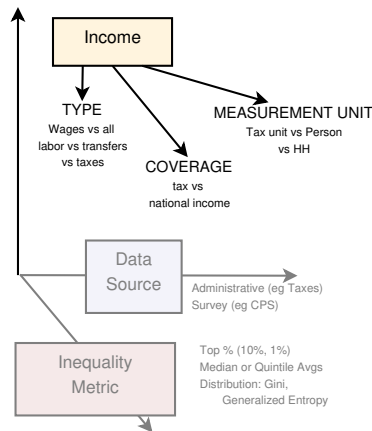 Income
TYPE
Wages vs all
labor vs transfers
vs taxes
COVERAGE
tax vs
national income
MEASUREMENT UNIT
Tax unit vs Person
vs HH
Data
Source
Administrative (eg Taxes)
Survey (eg CPS)
Inequality
Metric
Top % (10%, 1%)
Median or Quintile Avgs
Distribution: Gini,
Generalized Entropy